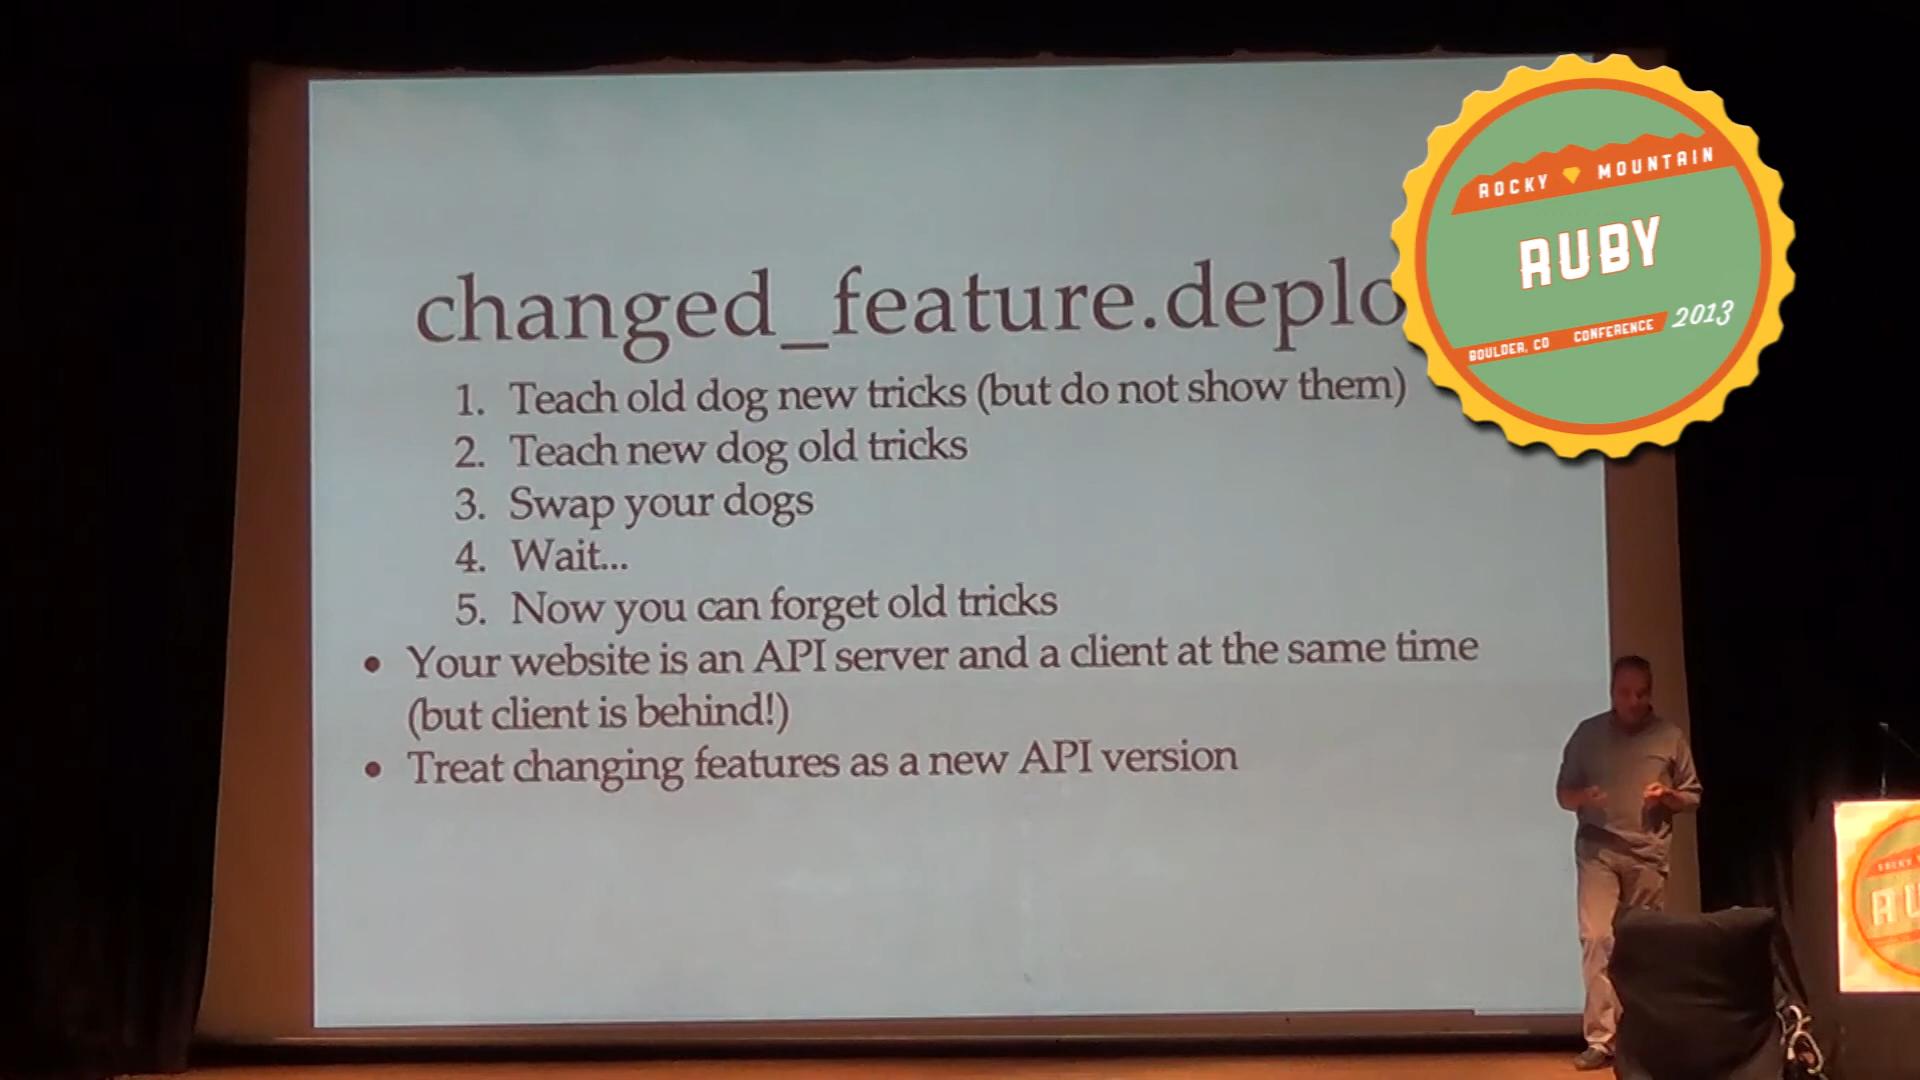 changed_feature.deplo
1. Teach old dog new tricks (but do not show them)
2. Teach new dog old tricks
3. Swap your dogs
4. Wait...
5. Now you can forget old tricks
• Your website is an API server and a client at the same time
(but client is behind!)
• Treat changing features as a new API version
ROCKY MOUNTAIN
RUBY
BOULDER, CO CONFERENCE 2013
ROCKY
RU